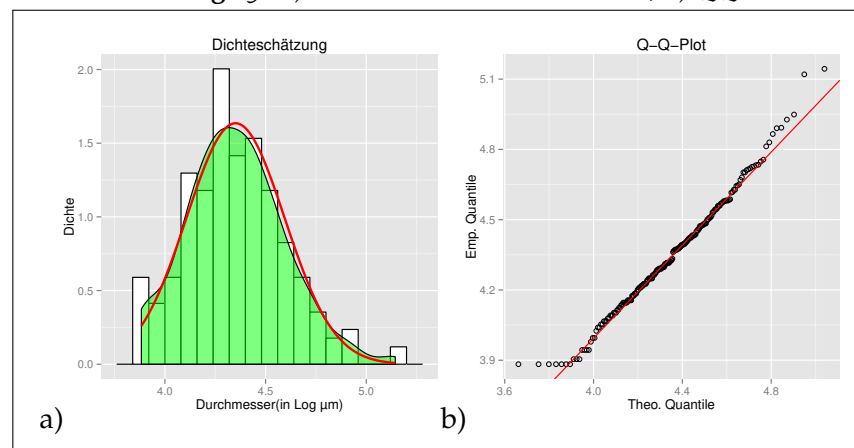 Dichteschätzung
2.0
1.5
1.0
0.5
0.0
Dichte
4.0 4.5 5.0
Durchmesser(in Log µm)
a)
Q−Q−Plot
5.1
4.8
4.5
4.2
3.9
Emp. Quantile
3.6 4.0 4.4 4.8
Theo. Quantile
b)